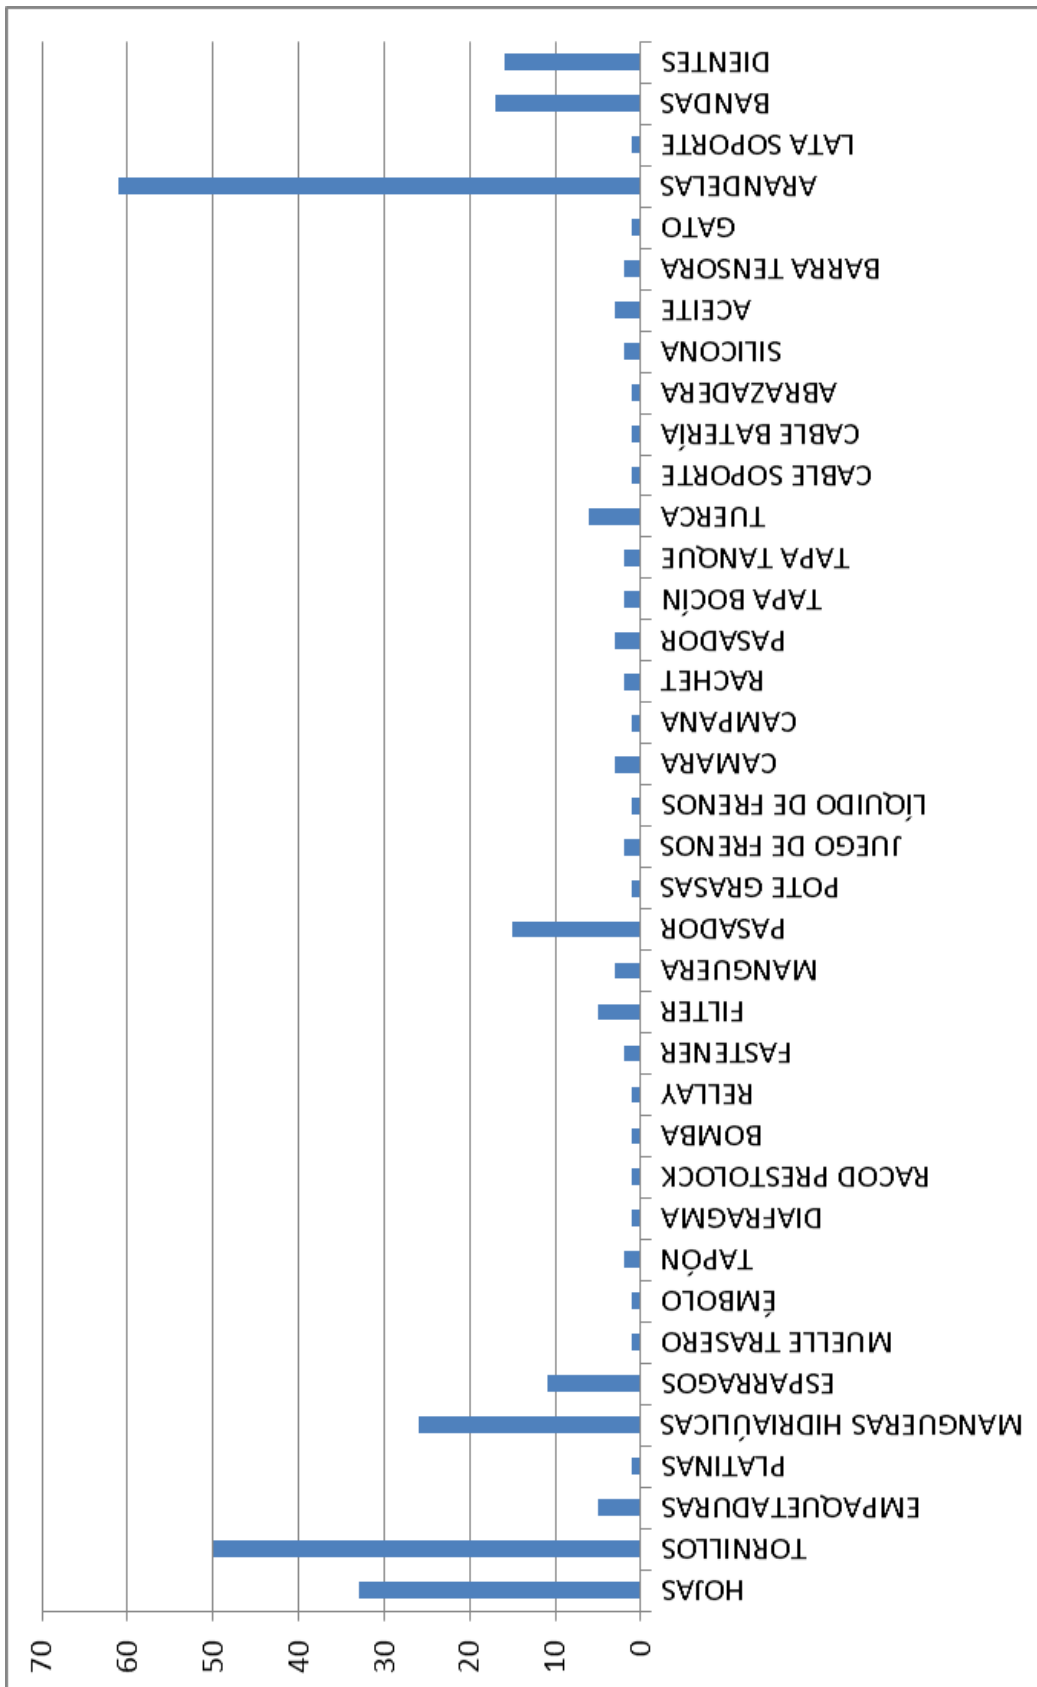 70
60
50
40
30
20
10
0
HOJAS
TORNILLOS
EMPAQUETADURAS
PLATINAS
MANGUERAS HIDRIAÚLICAS
ESPARRAGOS
MUELLE TRASERO
ÉMBOLO
TAPÓN
DIAFRAGMA
RACOD PRESTOLOCK
BOMBA
RELLAY
FASTENER
FILTER
MANGUERA
PASADOR
POTE GRASAS
JUEGO DE FRENOS
LÍQUIDO DE FRENOS
CAMARA
CAMPANA
RACHET
PASADOR
TAPA BOCÍN
TAPA TANQUE
TUERCA
CABLE SOPORTE
CABLE BATERÍA
ABRAZADERA
SILICONA
ACEITE
BARRA TENSORA
GATO
ARANDELAS
LATA SOPORTE
BANDAS
DIENTES